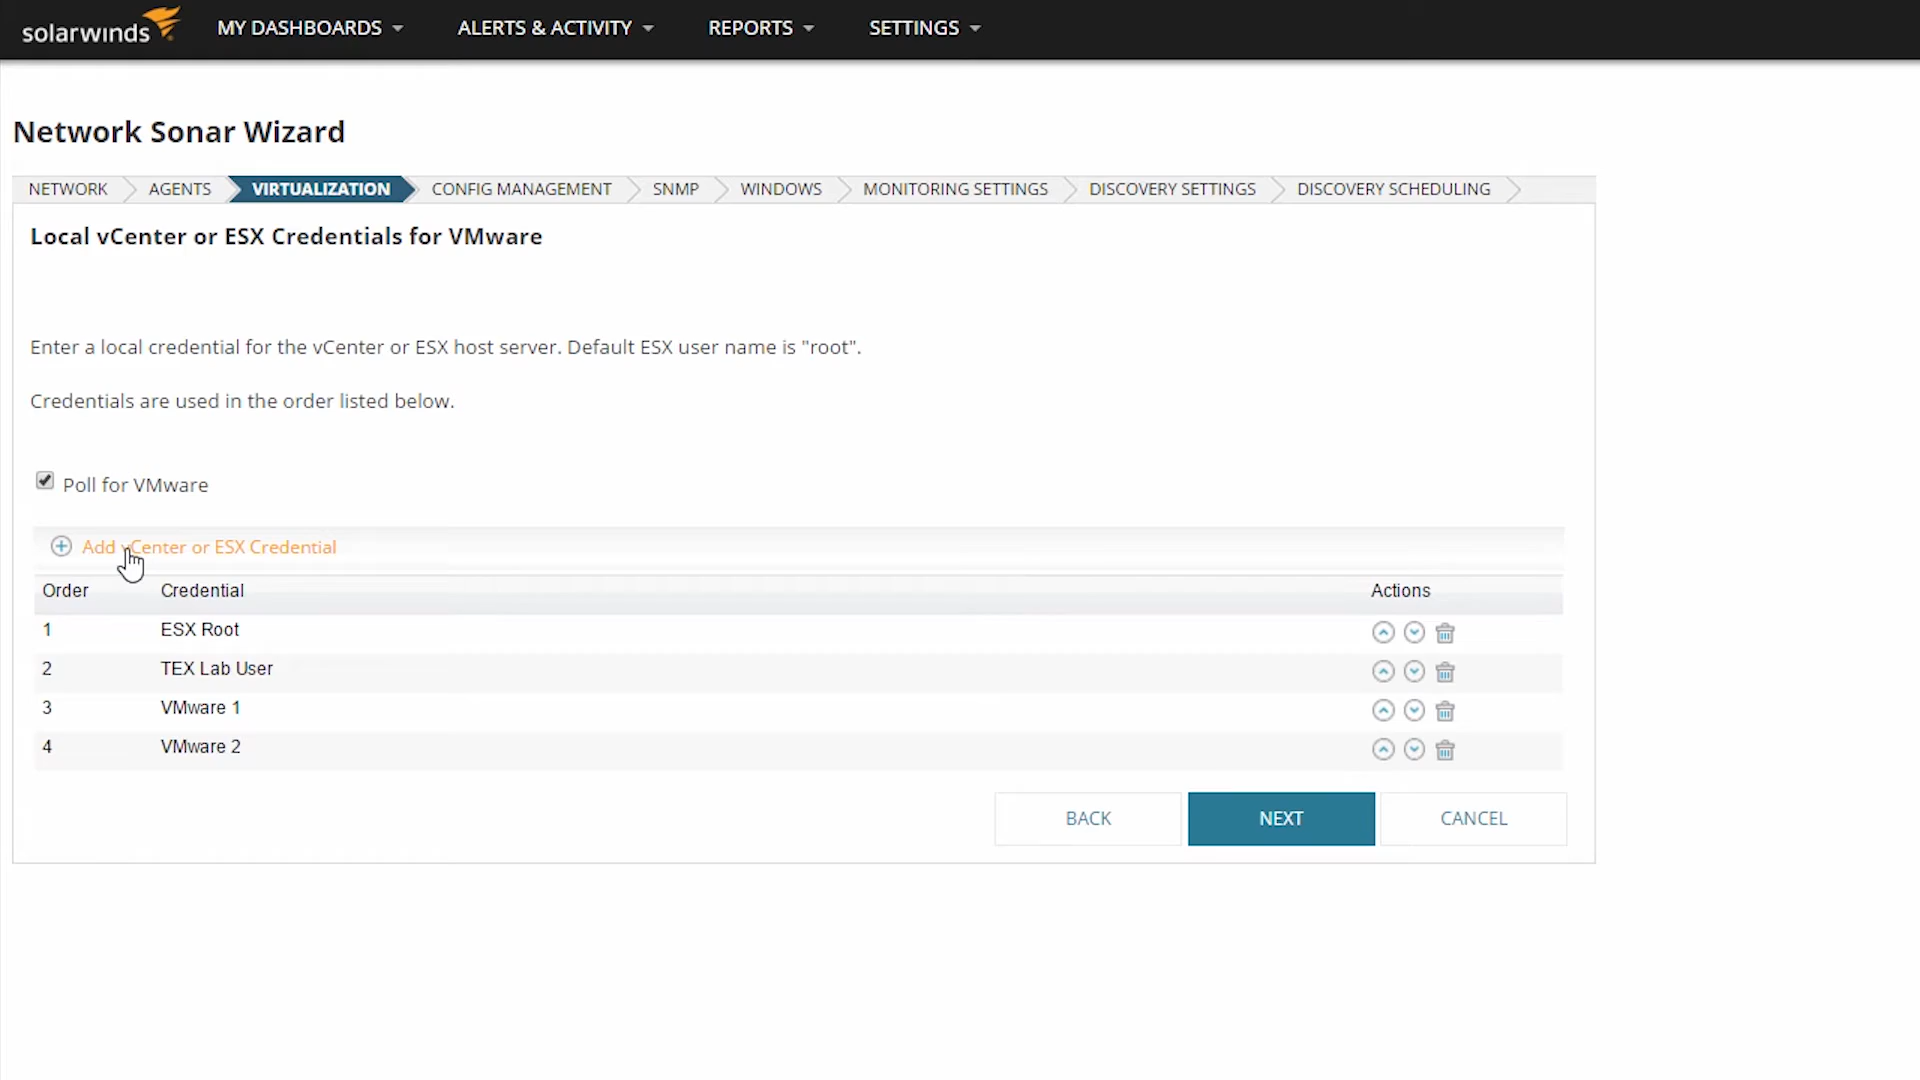 solarwinds MY DASHBOARDS ALERTS & ACTIVITY REPORTS SETTINGS
Network Sonar Wizard
NETWORK AGENTS VIRTUALIZATION CONFIG MANAGEMENT SNMP WINDOWS MONITORING SETTINGS DISCOVERY SETTINGS DISCOVERY SCHEDULING
Local vCenter or ESX Credentials for VMware
Enter a local credential for the vCenter or ESX host server. Default ESX user name is "root".
Credentials are used in the order listed below.
Poll for VMware
Add vCenter or ESX Credential
Order Credential Actions
1 ESX Root
2 TEX Lab User
3 VMware 1
4 VMware 2
BACK NEXT CANCEL